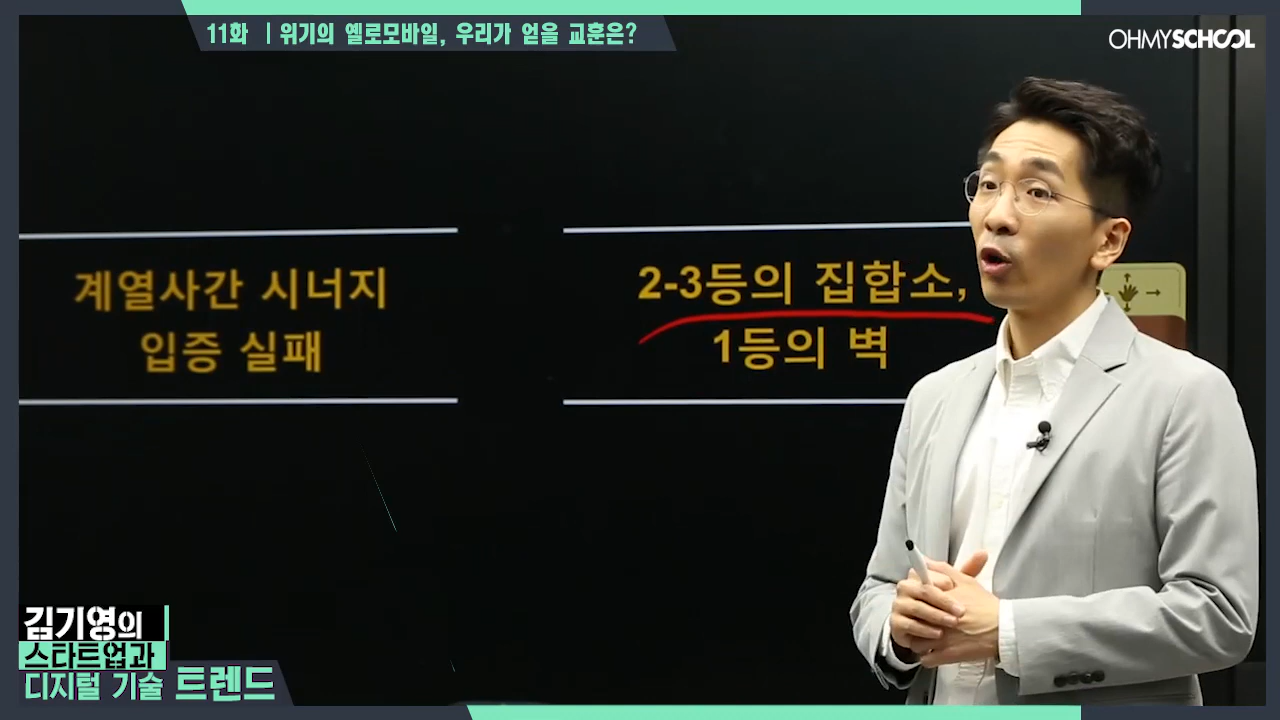 11화 | 위기의 옐로모바일, 우리가 얻을 교훈은?
OHMYSCHOOL
계열사간 시너지
입증 실패
2-3등의 집합소,
1등의 벽
김기영의
스타트업과
디지털 기술 트렌드